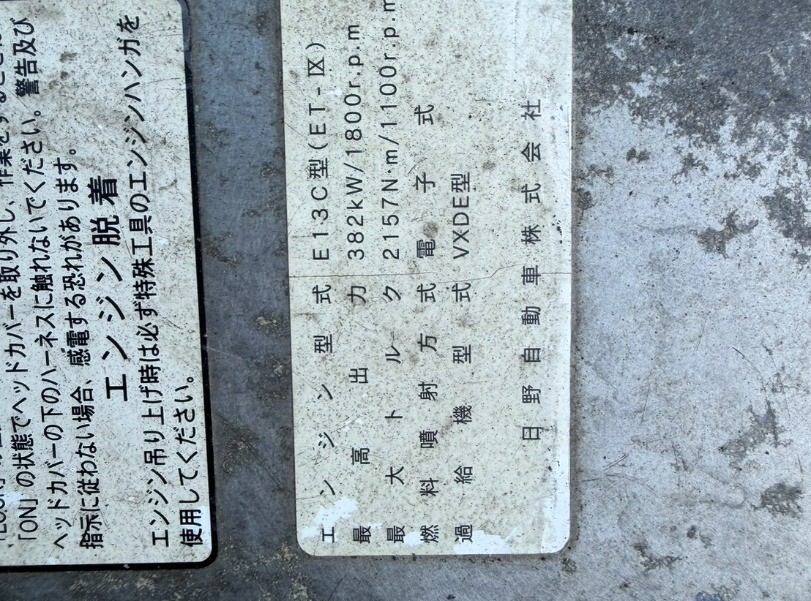 「ON」の状態でヘッドカバーを取り外し、作業をすると
ヘッドカバーの下のハーネスに触れないでください。警告及び
指示に従わない場合、感電する恐れがあります。
エンジン脱着
エンジン吊り上げ時は必ず特殊工具のエンジンハンガを
使用してください。
エンジン型式 E13C型(ET-Ⅸ)
最高出力 382kW/1800r.p.m
最大トルク 2157N·m/1100r.p.m
燃料噴射方式 電子式
過給機型式 VXDE型
日野自動車株式会社